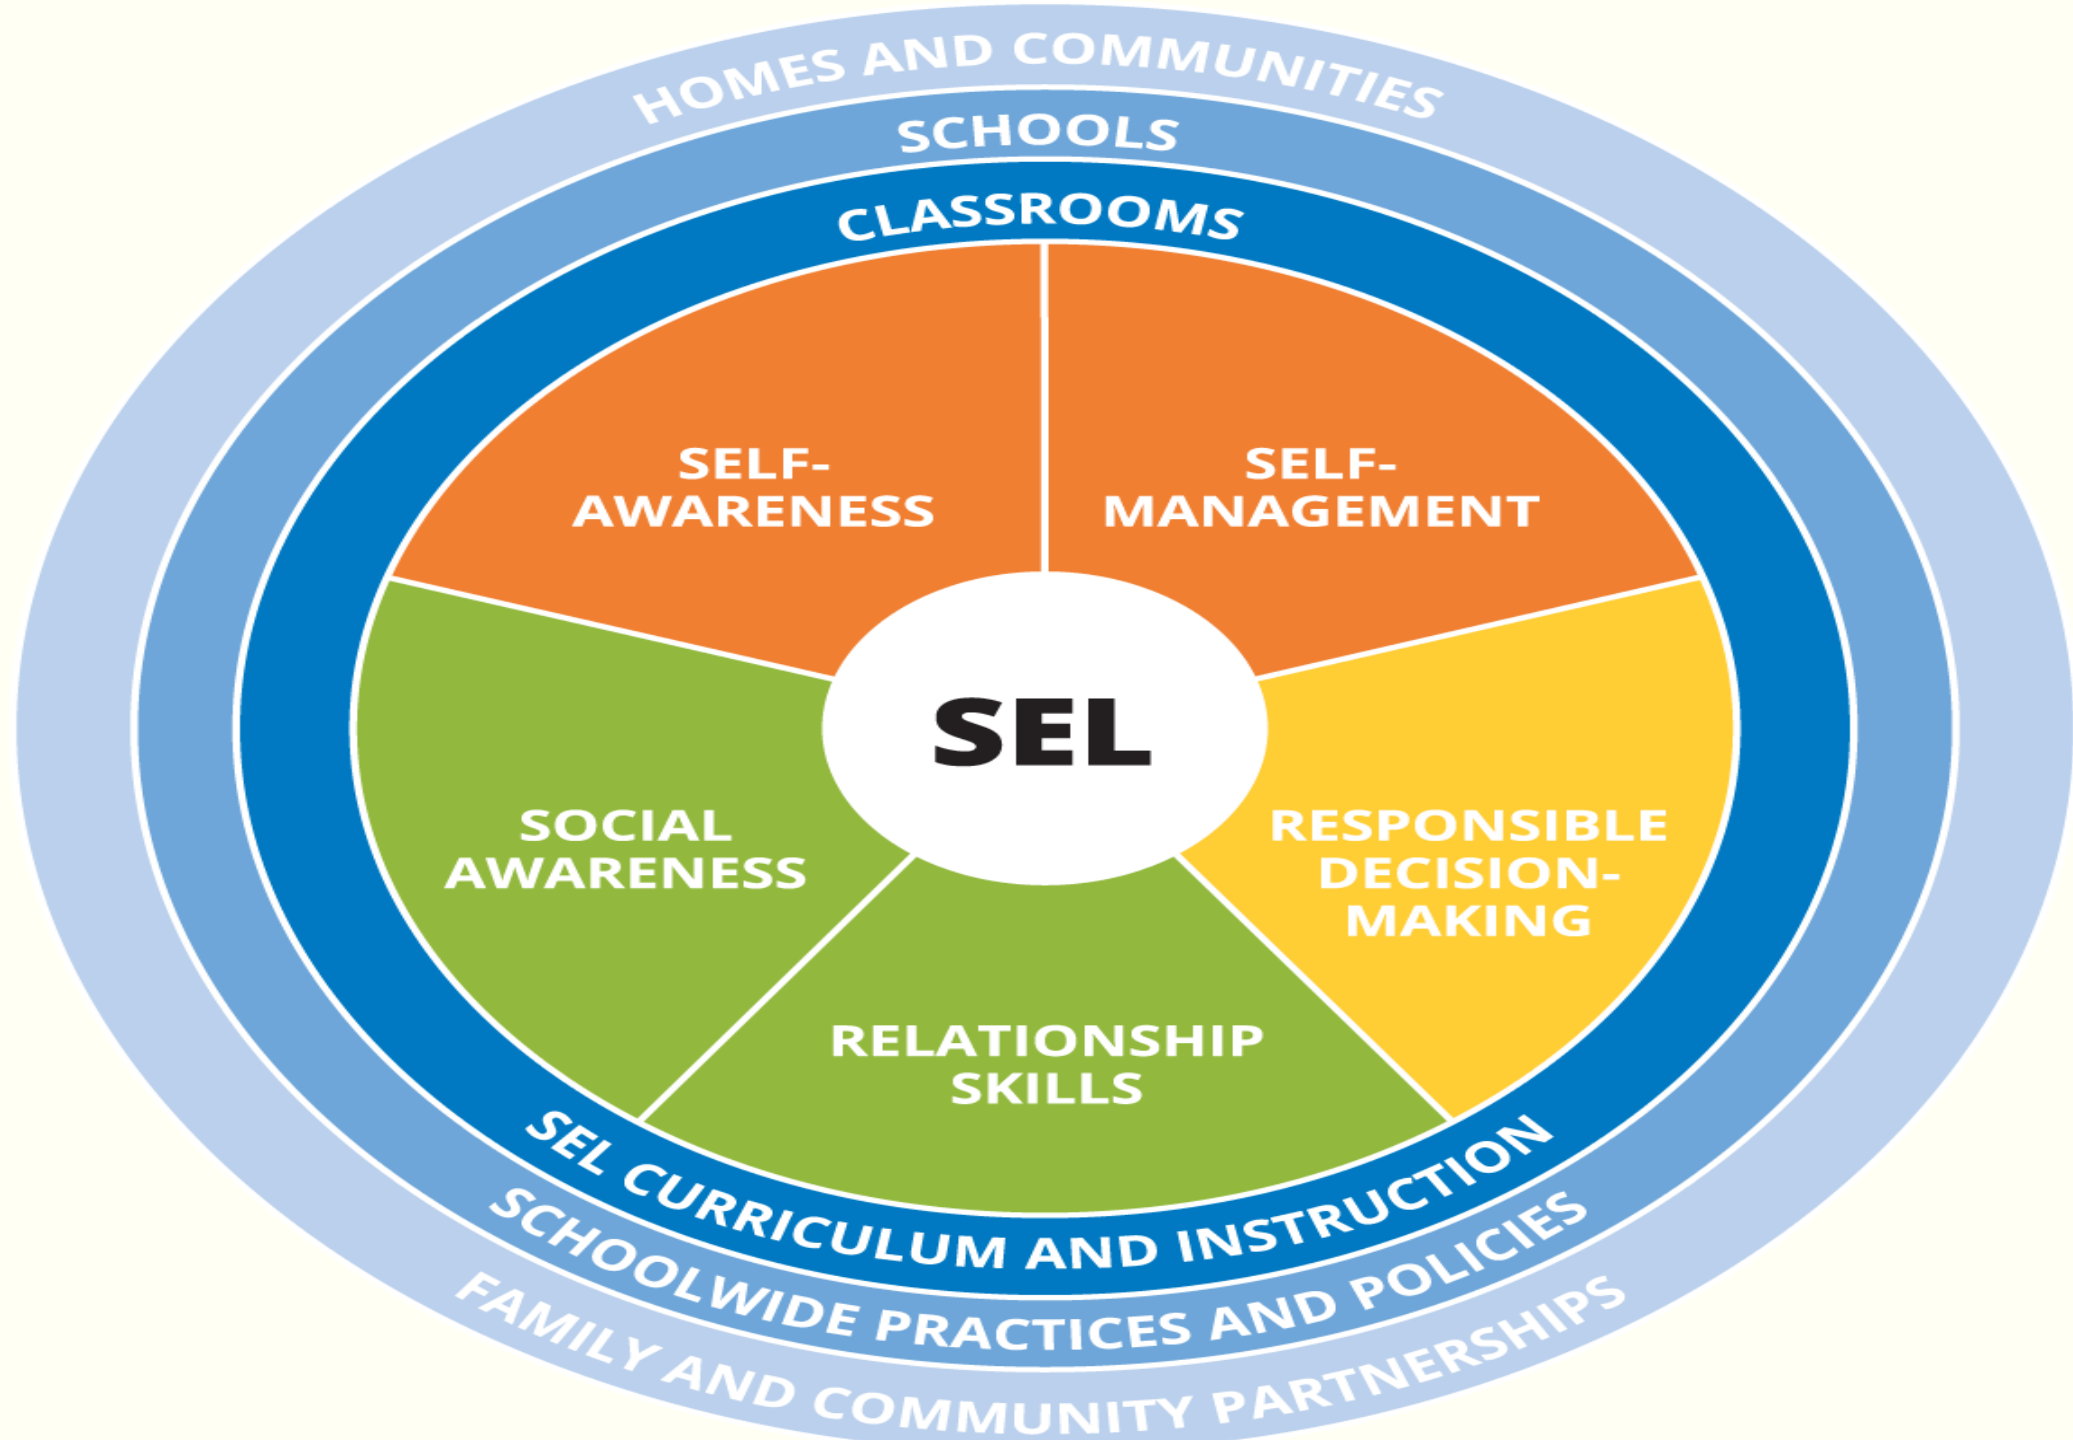 HOMES AND COMMUNITIES
SCHOOLS
CLASSROOMS
SELF-
AWARENESS
SELF-
MANAGEMENT
SEL
SOCIAL
AWARENESS
RESPONSIBLE
DECISION-
MAKING
RELATIONSHIP
SKILLS
SEL CURRICULUM AND INSTRUCTION
SCHOOLWIDE PRACTICES AND POLICIES
FAMILY AND COMMUNITY PARTNERSHIPS